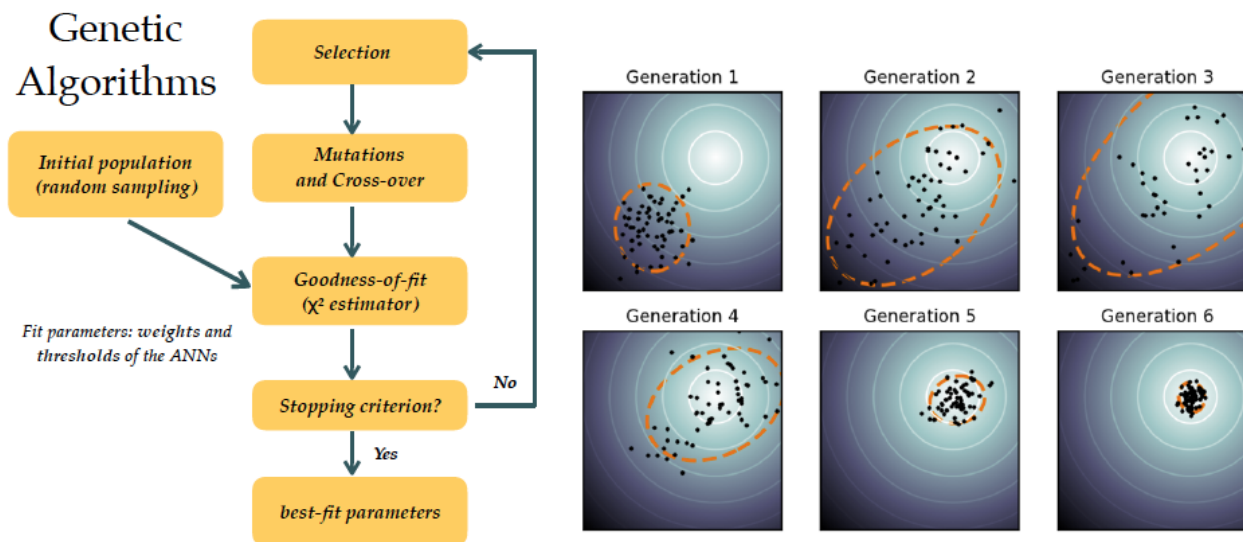 Genetic
Algorithms
Selection
Initial population
(random sampling)
Mutations
and Cross-over
Goodness-of-fit
(χ² estimator)
Fit parameters: weights and
thresholds of the ANNs
Stopping criterion?
No
Yes
best-fit parameters
Generation 1
Generation 2
Generation 3
Generation 4
Generation 5
Generation 6